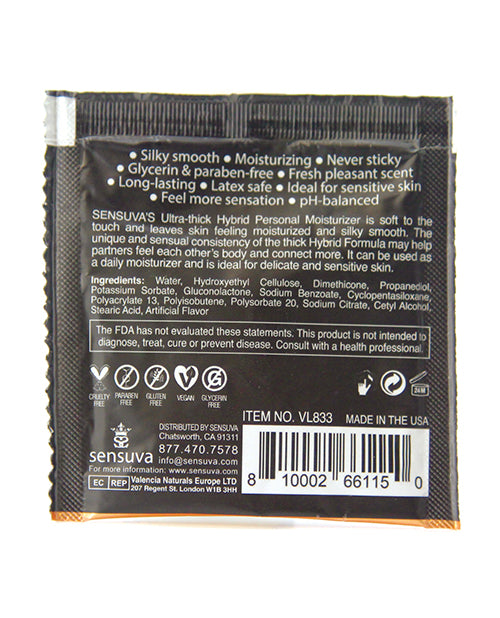 • Silky smooth • Moisturizing • Never sticky
• Glycerin & paraben-free • Fresh pleasant scent
• Long-lasting • Latex safe • Ideal for sensitive skin
• Feel more sensation • pH-balanced
SENSUVA'S Ultra-thick Hybrid Personal Moisturizer is soft to the
touch and leaves skin feeling moisturized and silky smooth. The
unique and sensual consistency of the thick Hybrid Formula may help
partners feel each other's body and connect more. It can be used as
a daily moisturizer and is ideal for delicate and sensitive skin.
Ingredients: Water, Hydroxyethyl Cellulose, Dimethicone, Propanediol,
Potassium Sorbate, Gluconolactone, Sodium Benzoate, Cyclopentasiloxane,
Polyacrylate 13, Polyisobutene, Polysorbate 20, Sodium Citrate, Cetyl Alcohol,
Stearic Acid, Artificial Flavor
The FDA has not evaluated these statements. This product is not intended to
diagnose, treat, cure or prevent disease. Consult with a health professional.
CRUELTY FREE
PARABEN FREE
GLUTEN FREE
VEGAN
GLYCERIN FREE
24M
ITEM NO. VL833 MADE IN THE USA
sensuva
DISTRIBUTED BY SENSUVA
Chatsworth, CA 91311
877.470.7578
info@sensuva.com
For more information: www.sensuva.com
EC REP Valencia Naturals Europe LTD
207 Regent St. London W1B 3HH
8 10002 66115 0